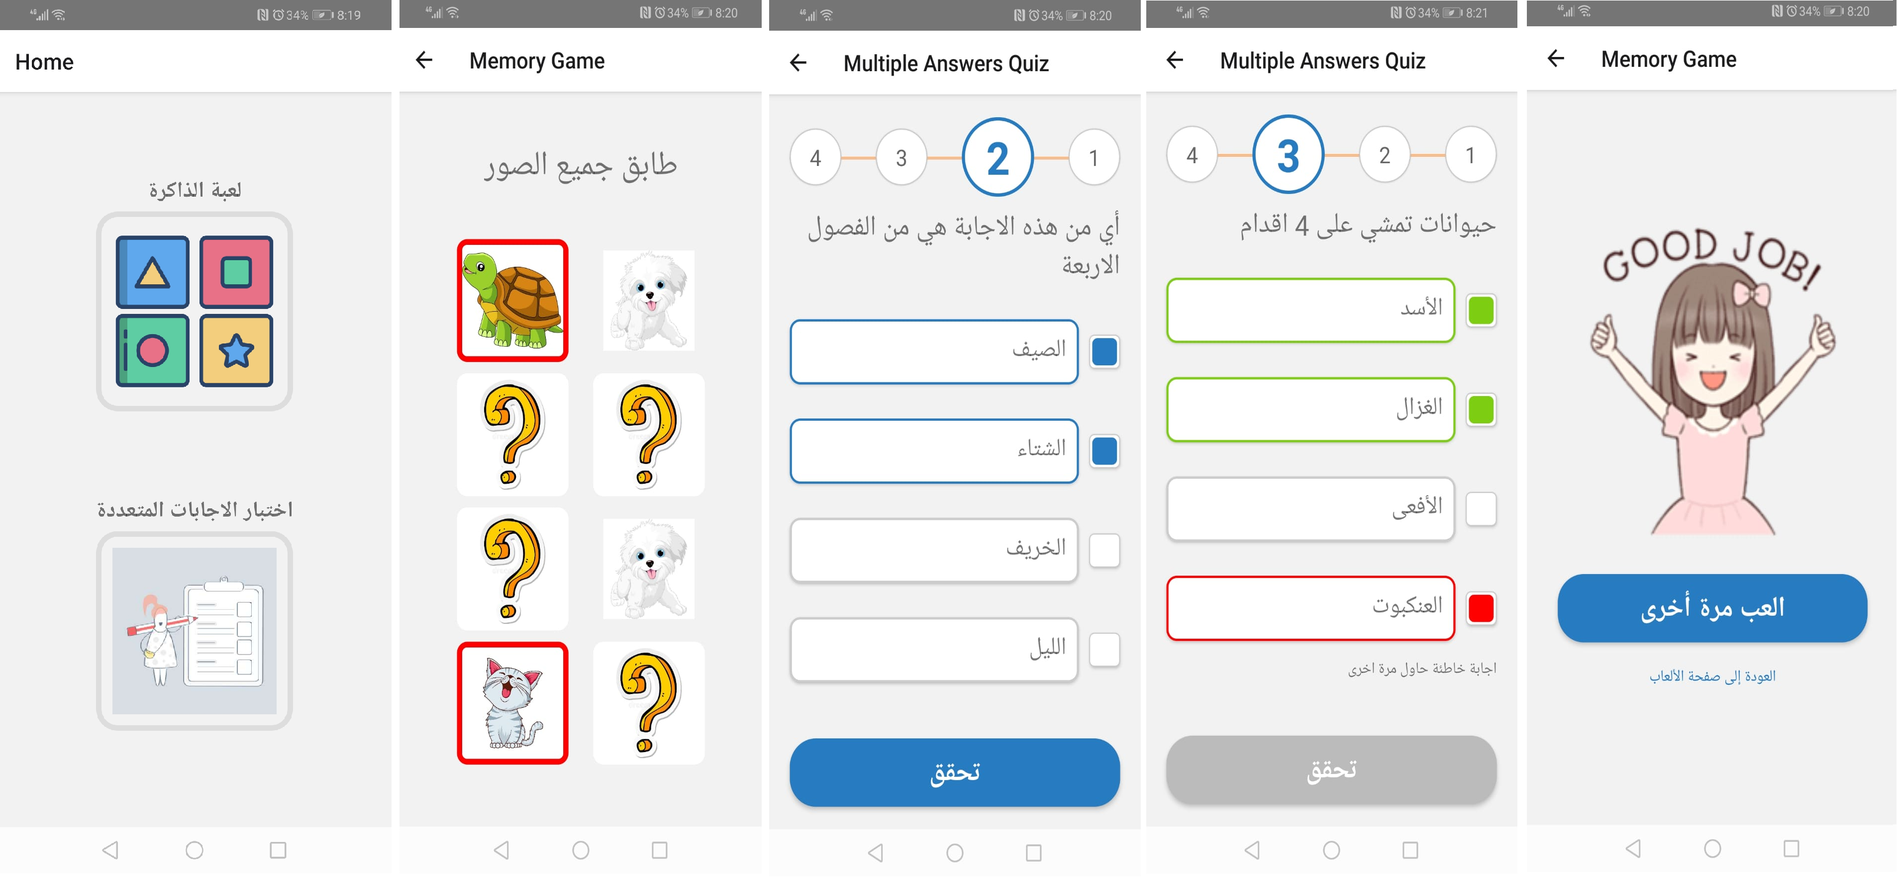 34% 8:19
Home
لعبة الذاكرة
اختبار الاجابات المتعددة
34% 8:20
Memory Game
طابق جميع الصور
34% 8:20
Multiple Answers Quiz
1
2
3
4
أي من هذه الاجابة هي من الفصول
الاربعة
الصيف
الشتاء
الخريف
الليل
تحقق
34% 8:21
Multiple Answers Quiz
1
2
3
4
حيوانات تمشي على 4 اقدام
الأسد
الغزال
الأفعى
العنكبوت
اجابة خاطئة حاول مرة اخرى
تحقق
34% 8:20
Memory Game
GOOD JOB!
العب مرة أخرى
العودة إلى صفحة الألعاب